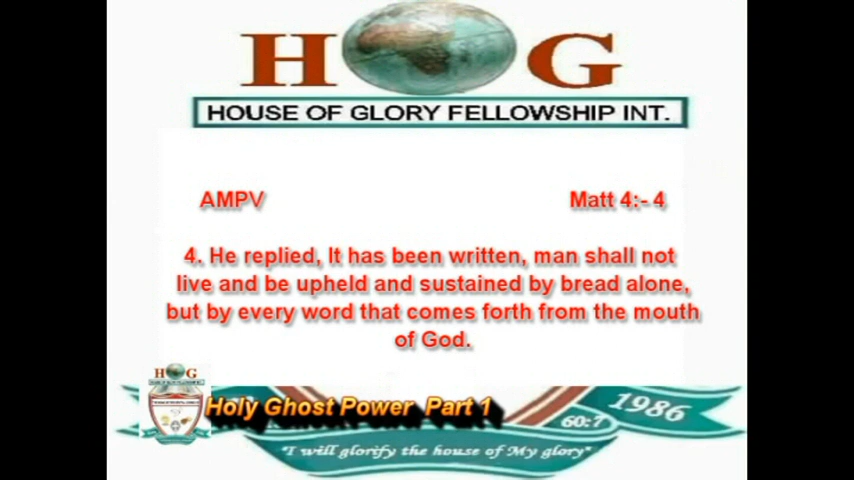 H G
HOUSE OF GLORY FELLOWSHIP INT.
AMPV Matt 4:- 4
4. He replied, It has been written, man shall not
live and be upheld and sustained by bread alone,
but by every word that comes forth from the mouth
of God.
H G
Holy Ghost Power Part 1
60:7 1986
"I will glorify the house of My glory"